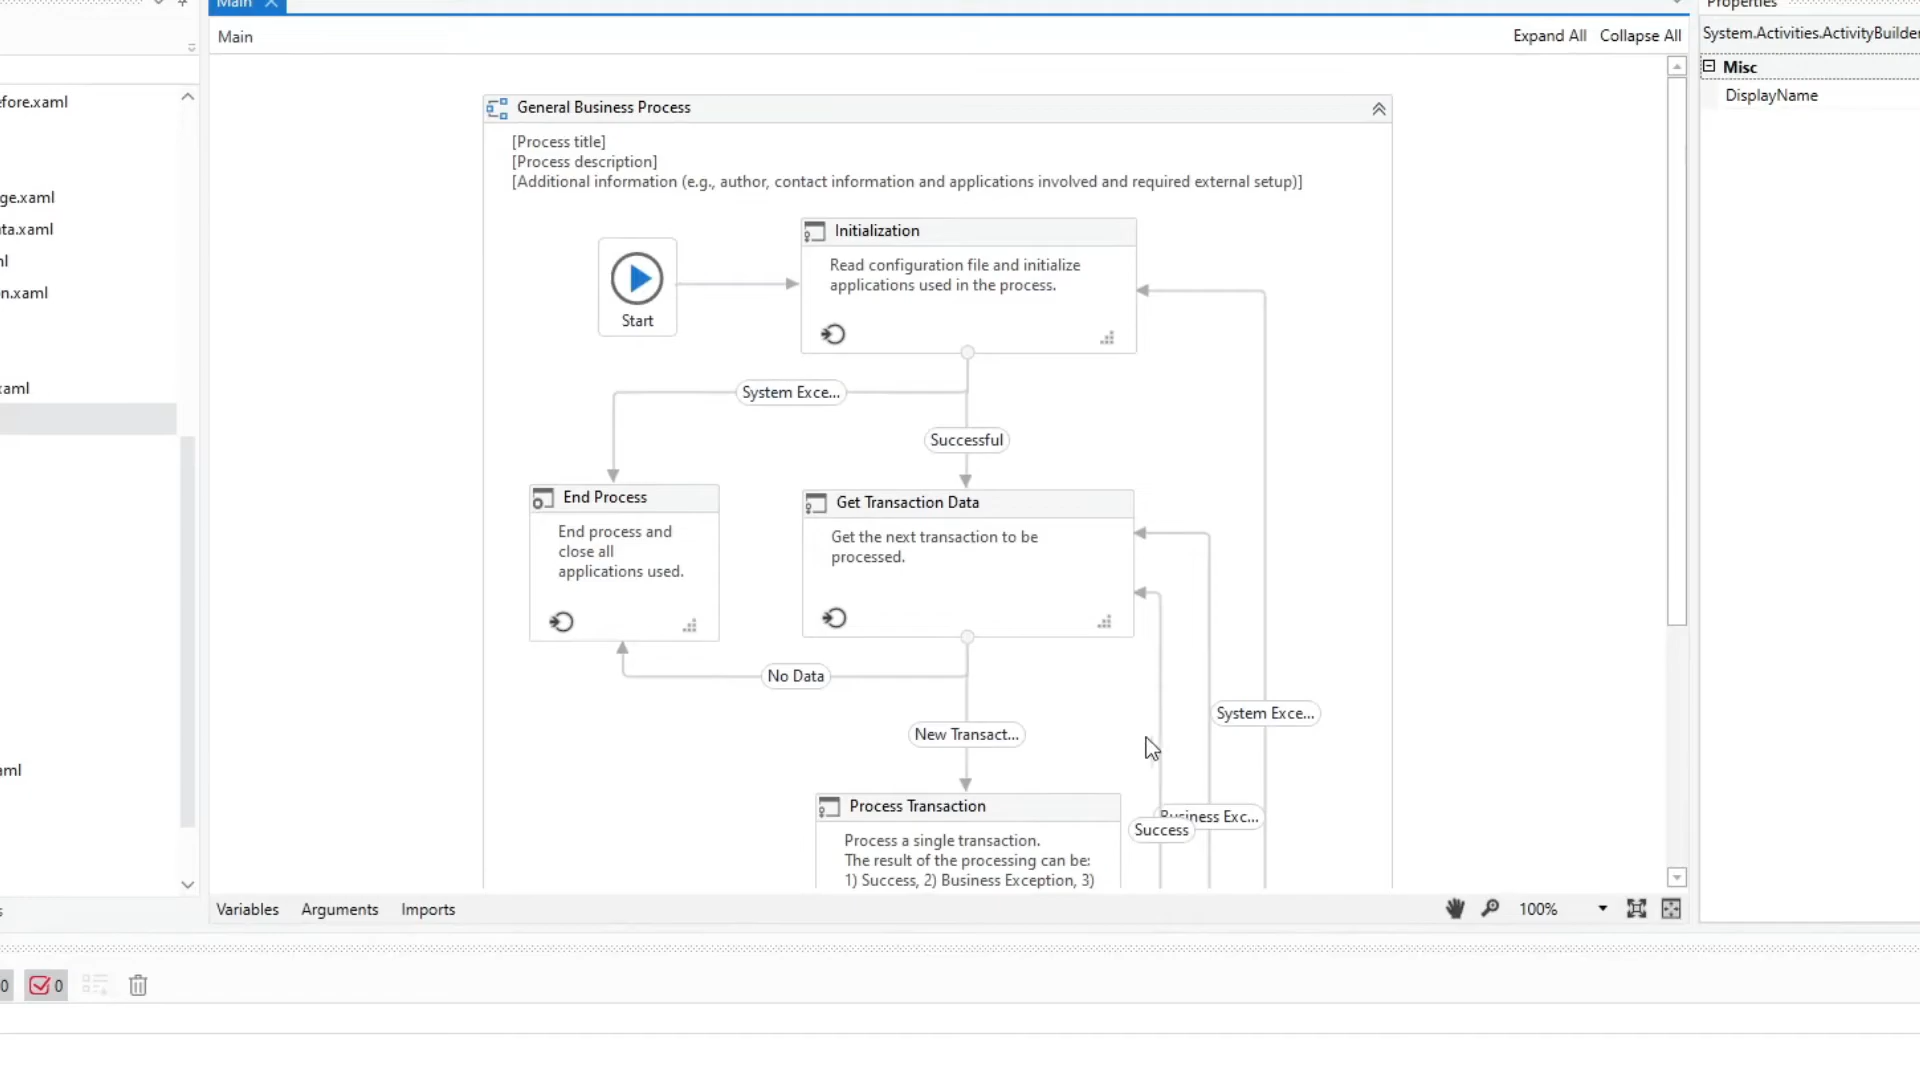 Main
Properties
Main
Expand All
Collapse All
System.Activities.ActivityBuilder
Misc
DisplayName
efore.xaml
ge.xaml
ta.xaml
n.xaml
xaml
aml
General Business Process
[Process title]
[Process description]
[Additional information (e.g., author, contact information and applications involved and required external setup)]
Start
Initialization
Read configuration file and initialize
applications used in the process.
System Exce...
Successful
End Process
End process and
close all
applications used.
Get Transaction Data
Get the next transaction to be
processed.
No Data
New Transact...
System Exce...
Business Exc...
Success
Process Transaction
Process a single transaction.
The result of the processing can be:
1) Success, 2) Business Exception, 3)
Variables
Arguments
Imports
100%
0
0